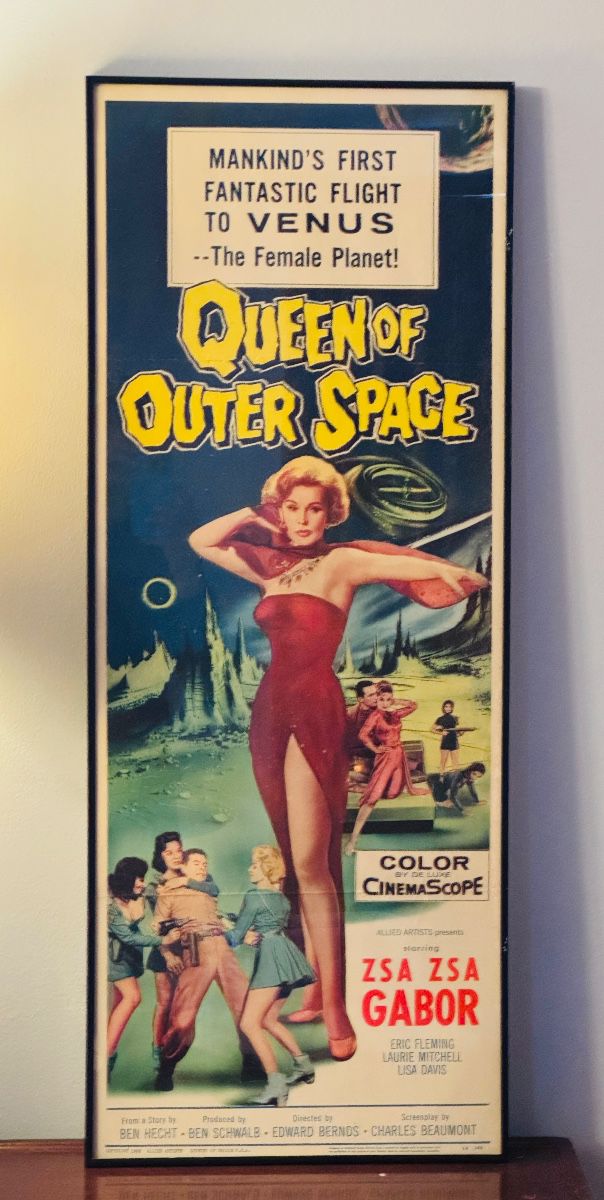 MANKIND'S FIRST
FANTASTIC FLIGHT
TO VENUS
--The Female Planet!
QUEEN OF
OUTER SPACE
COLOR
BY DE LUXE
CINEMASCOPE
ALLIED ARTISTS presents
starring
ZSA ZSA
GABOR
ERIC FLEMING
LAURIE MITCHELL
LISA DAVIS
From a Story by Produced by Directed by Screenplay by
BEN HECHT • BEN SCHWALB • EDWARD BERNDS • CHARLES BEAUMONT